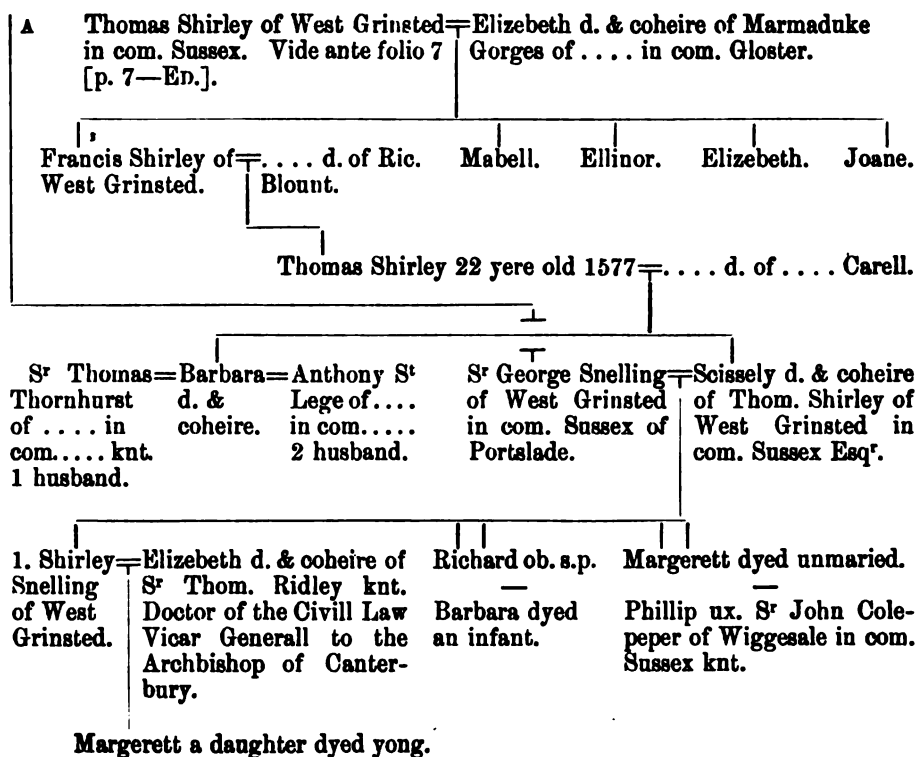 A Thomas Shirley of West Grinsted=Elizebeth d. & coheire of Marmaduke
in com. Sussex. Vide ante folio 7 Gorges of .... in com. Gloster.
[p. 7—ED.].
Francis Shirley of=.... d. of Ric. Mabell. Ellinor. Elizebeth. Joane.
West Grinsted. Blount.
Thomas Shirley 22 yere old 1577=.... d. of .... Carell.
Sʳ Thomas=Barbara=Anthony Sᵗ
Thornhurst d. & Lege of....
of .... in coheire. in com.....
com..... knt. 2 husband.
1 husband.
Sʳ George Snelling=Scissely d. & coheire
of West Grinsted of Thom. Shirley of
in com. Sussex of West Grinsted in
Portslade. com. Sussex Esqʳ.
1. Shirley=Elizebeth d. & coheire of
Snelling Sʳ Thom. Ridley knt.
of West Doctor of the Civill Law
Grinsted. Vicar Generall to the
Archbishop of Canter-
bury.
Richard ob. s.p.
Barbara dyed
an infant.
Margerett dyed unmaried.
Phillip ux. Sʳ John Cole-
peper of Wiggesale in com.
Sussex knt.
Margerett a daughter dyed yong.